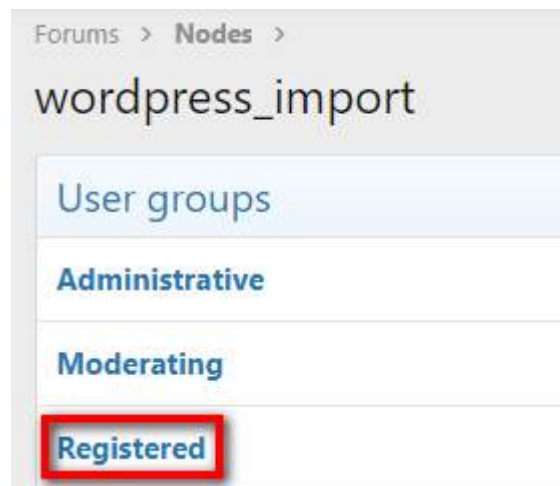 Forums > Nodes >
wordpress_import
User groups
Administrative
Moderating
Registered